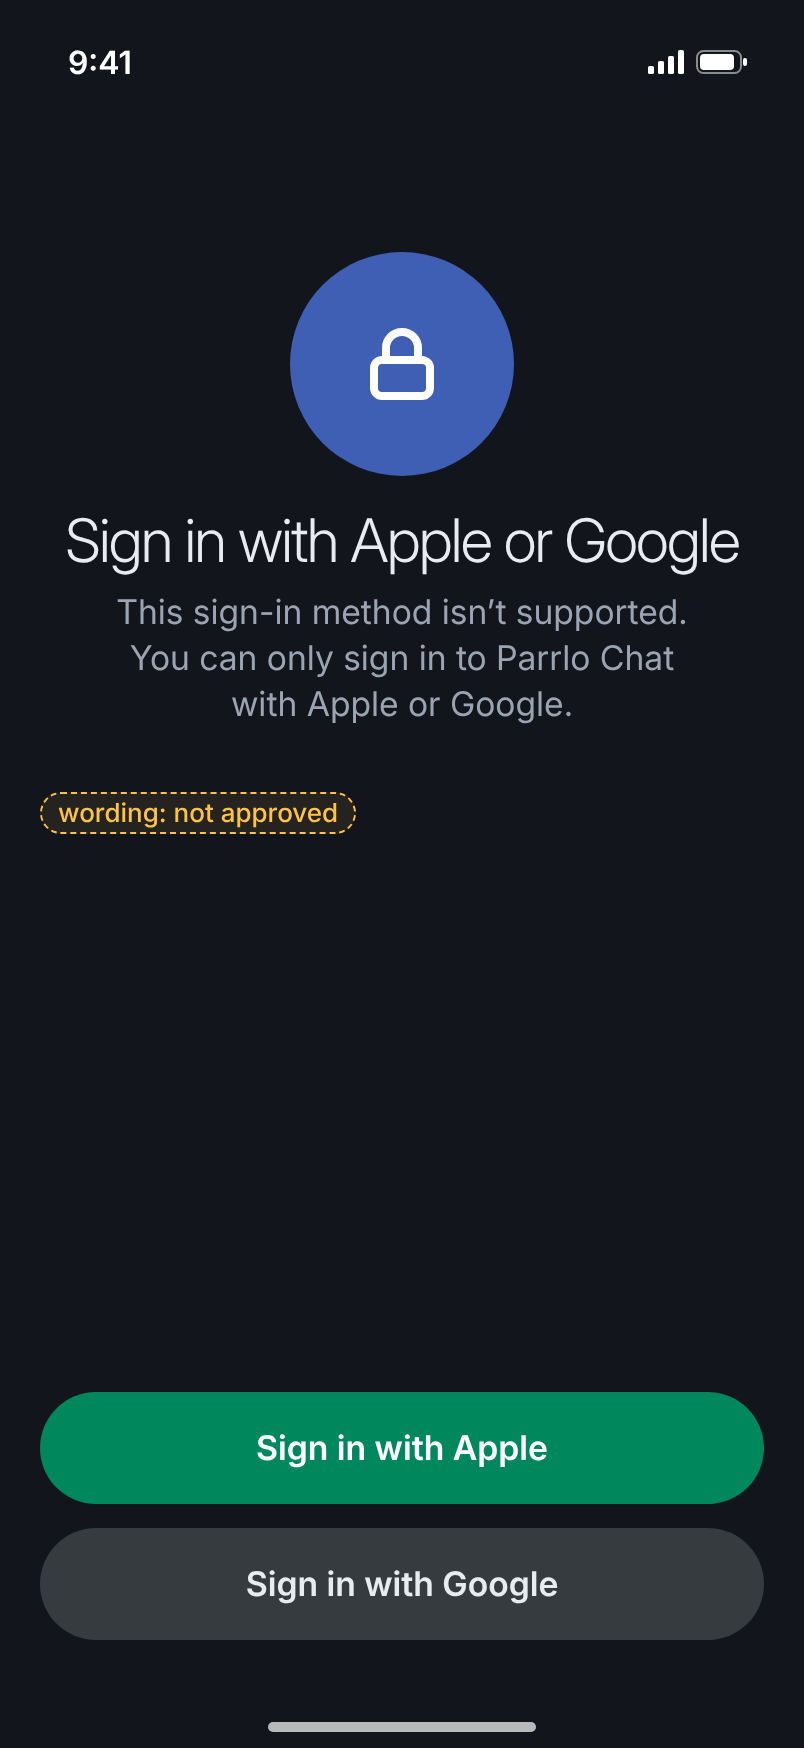 9:41
Sign in with Apple or Google
This sign-in method isn’t supported.
You can only sign in to Parrlo Chat
with Apple or Google.
wording: not approved
Sign in with Apple
Sign in with Google